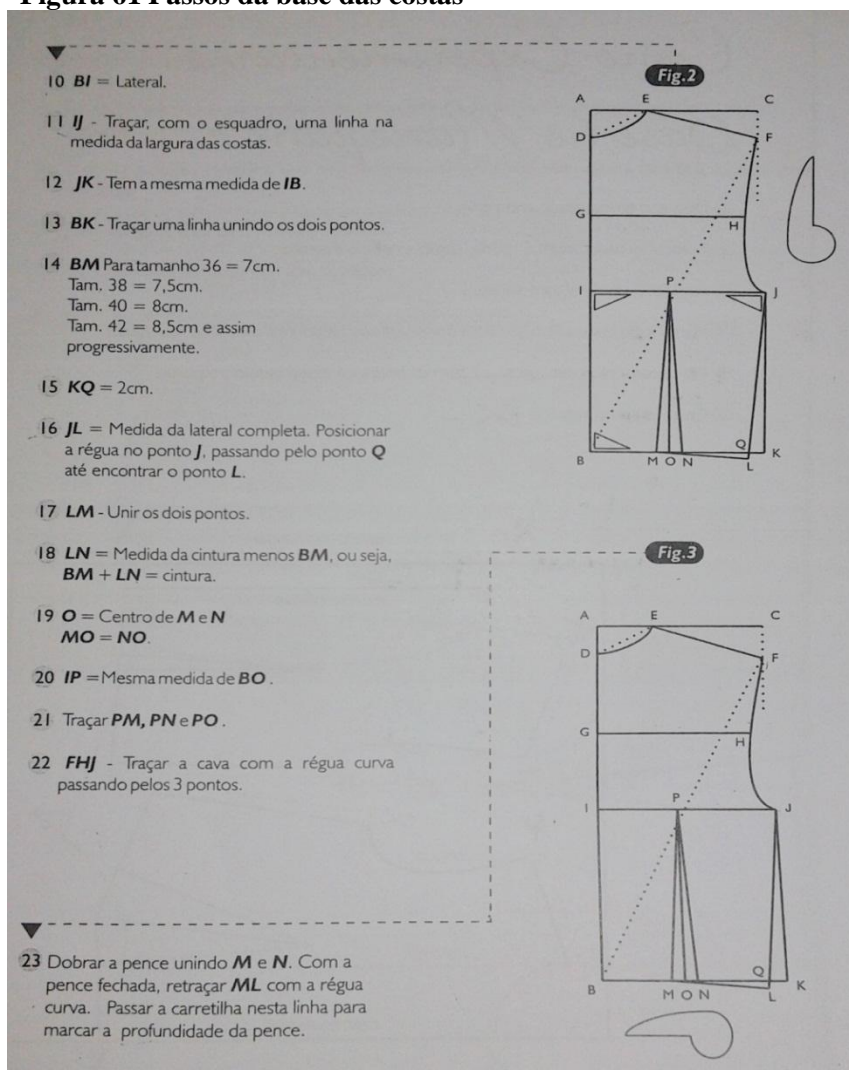 Figura 61 Passos da base das costas
10 BI = Lateral.
11 IJ - Traçar, com o esquadro, uma linha na
medida da largura das costas.
12 JK - Tem a mesma medida de IB.
13 BK - Traçar uma linha unindo os dois pontos.
14 BM Para tamanho 36 = 7cm.
Tam. 38 = 7,5cm.
Tam. 40 = 8cm.
Tam. 42 = 8,5cm e assim
progressivamente.
15 KQ = 2cm.
16 JL = Medida da lateral completa. Posicionar
a régua no ponto J, passando pelo ponto Q
até encontrar o ponto L.
17 LM - Unir os dois pontos.
18 LN = Medida da cintura menos BM, ou seja,
BM + LN = cintura.
19 O = Centro de M e N
MO = NO.
20 IP = Mesma medida de BO .
21 Traçar PM, PN e PO .
22 FHJ - Traçar a cava com a régua curva
passando pelos 3 pontos.
23 Dobrar a pence unindo M e N. Com a
pence fechada, retraçar ML com a régua
curva. Passar a carretilha nesta linha para
marcar a profundidade da pence.
Fig.2
A E C
D F
G H
I P J
Q
B M O N L K
Fig.3
A E C
D F
G H
I P J
Q
B M O N L K